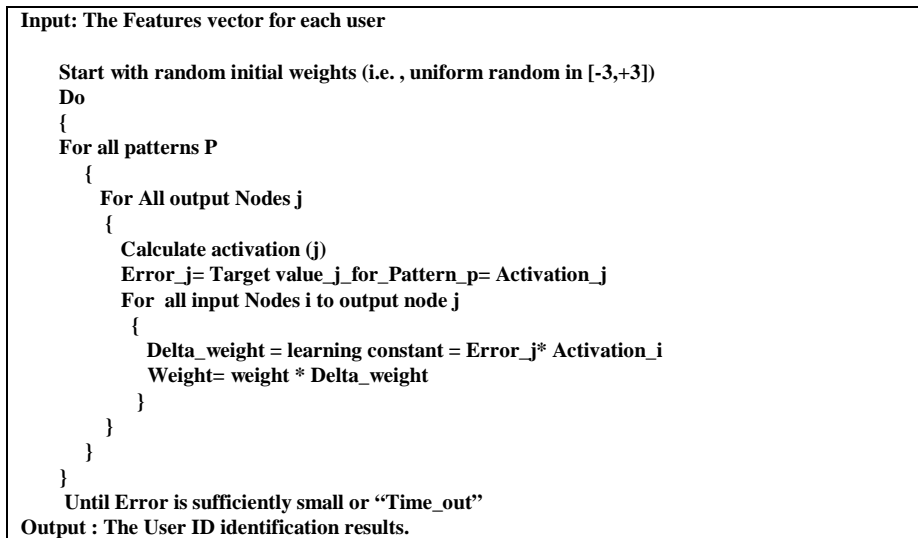 Input: The Features vector for each user
Start with random initial weights (i.e. , uniform random in [-3,+3])
Do
{
For all patterns P
{
For All output Nodes j
{
Calculate activation (j)
Error_j= Target value_j_for_Pattern_p= Activation_j
For all input Nodes i to output node j
{
Delta_weight = learning constant = Error_j* Activation_i
Weight= weight * Delta_weight
}
}
}
}
Until Error is sufficiently small or “Time_out”
Output : The User ID identification results.